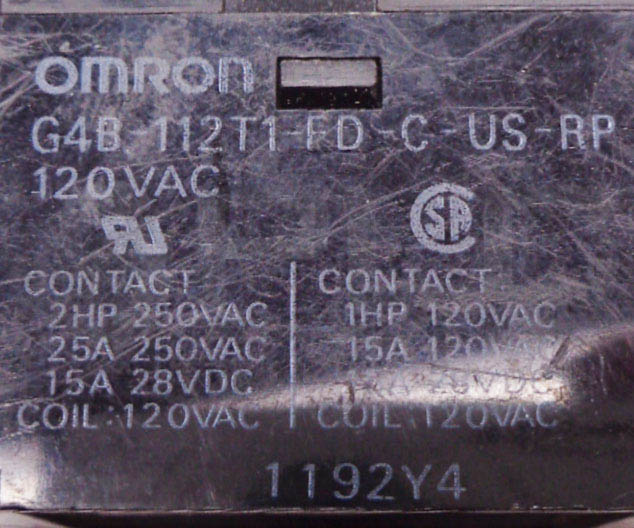 OMRON
G4B-112T1-FD-C-US-RP
120VAC
CONTACT
2HP 250VAC
25A 250VAC
15A 28VDC
COIL:120VAC
CONTACT
1HP 120VAC
15A 120VAC
28VDC
COIL:120VAC
1192Y4